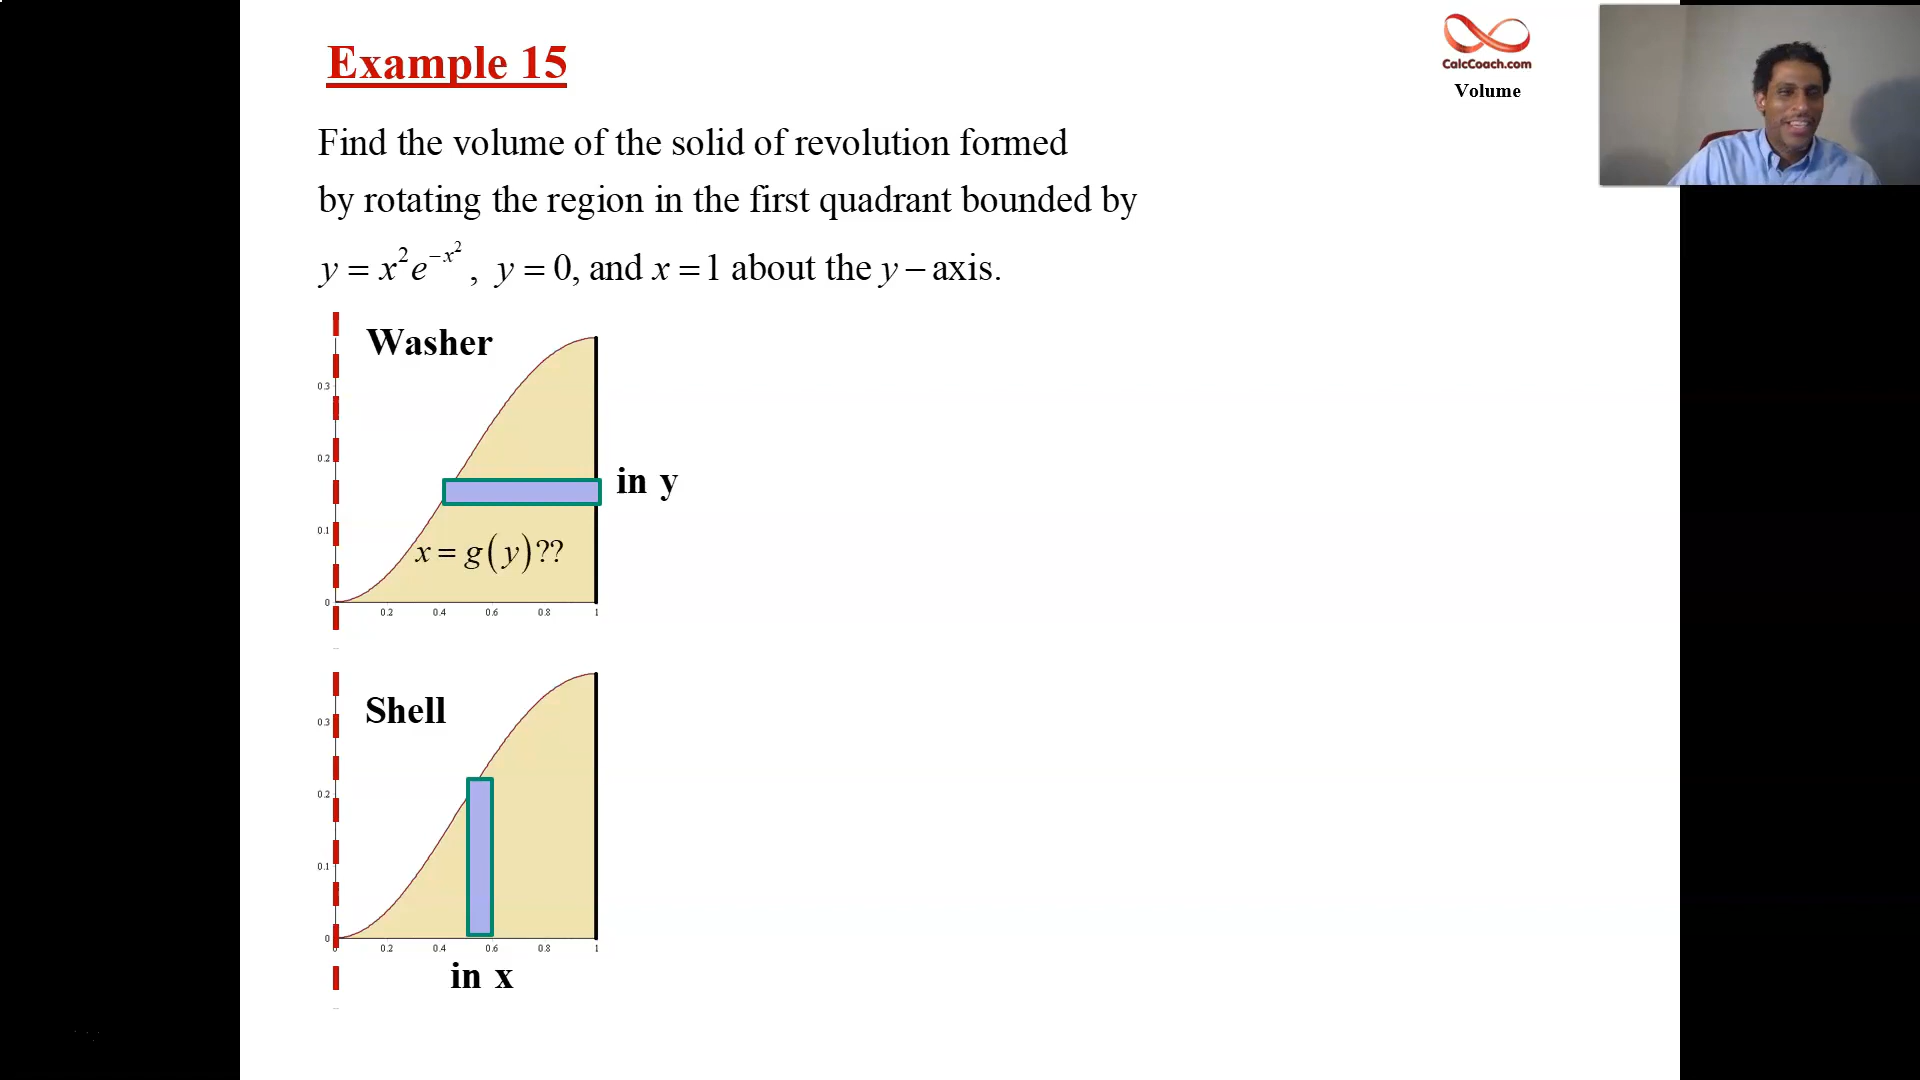 Example 15
CalcCoach.com
Volume
Find the volume of the solid of revolution formed
by rotating the region in the first quadrant bounded by
y = x²e^{−x²}, y = 0, and x = 1 about the y − axis.
Washer
0.3
0.2
in y
0.1
x = g(y)??
0
0.2 0.4 0.6 0.8 1
Shell
0.3
0.2
0.1
0
0 0.2 0.4 0.6 0.8 1
in x